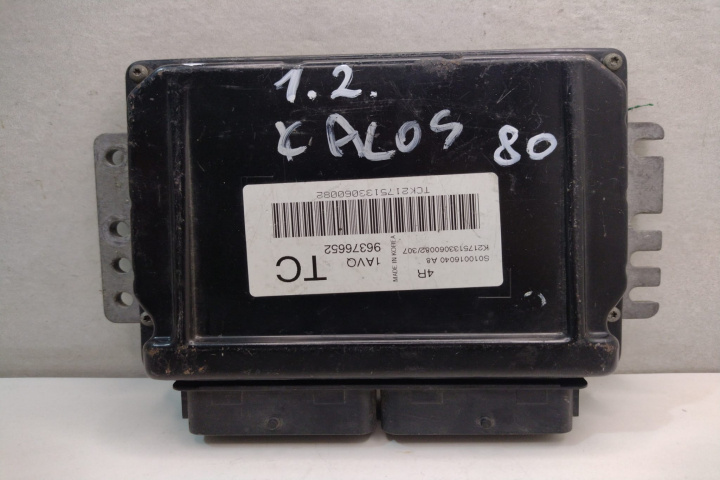 1.2.
KALOS 80
TCK2175133060082
TC
1AVQ
96376652
MADE IN KOREA
4R
S010016040 A8
K2175133060082/307